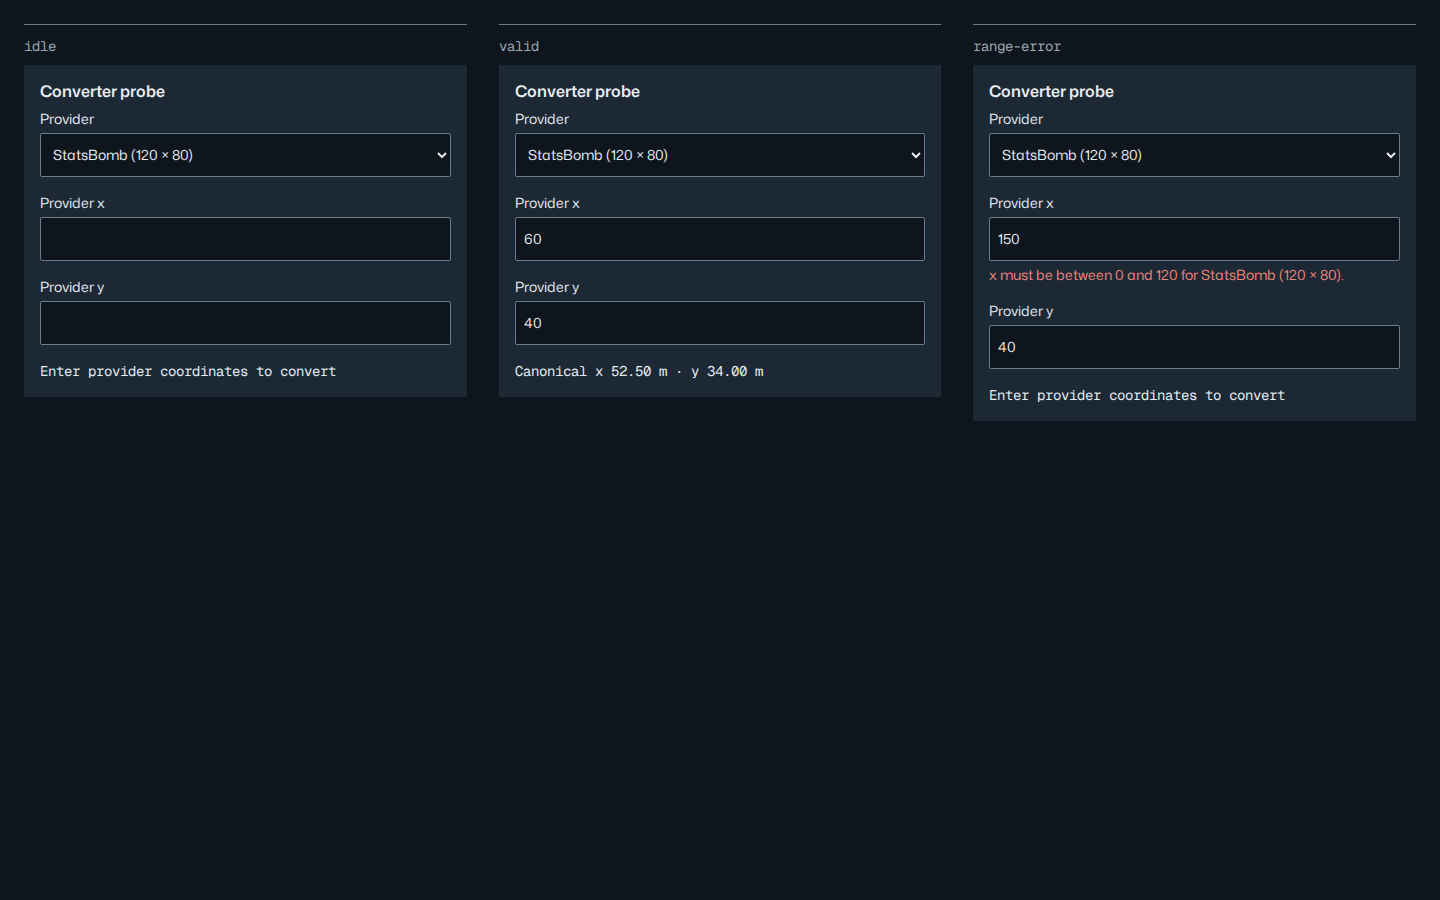 idle
Converter probe
Provider
StatsBomb (120 × 80)
Provider x
Provider y
Enter provider coordinates to convert
valid
Converter probe
Provider
StatsBomb (120 × 80)
Provider x
60
Provider y
40
Canonical x 52.50 m · y 34.00 m
range-error
Converter probe
Provider
StatsBomb (120 × 80)
Provider x
150
x must be between 0 and 120 for StatsBomb (120 × 80).
Provider y
40
Enter provider coordinates to convert